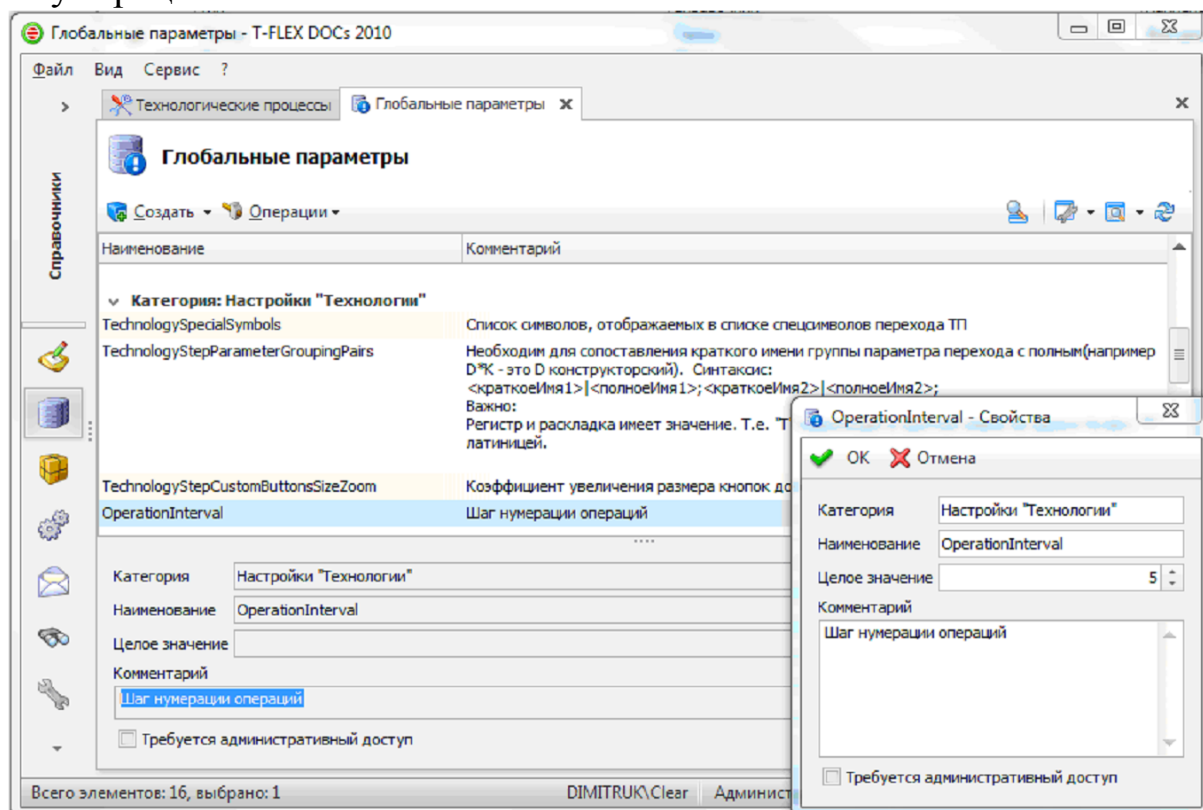 Глобальные параметры - T-FLEX DOCs 2010
Файл Вид Сервис ?
Технологические процессы
Глобальные параметры
Справочники
Глобальные параметры
Создать
Операции
Наименование
Комментарий
Категория: Настройки "Технологии"
TechnologySpecialSymbols
Список символов, отображаемых в списке спецсимволов перехода ТП
TechnologyStepParameterGroupingPairs
Необходим для сопоставления краткого имени группы параметра перехода с полным(например
D*K - это D конструкторский). Синтаксис:
<краткоеИмя1>|<полноеИмя1>;<краткоеИмя2>|<полноеИмя2>;
Важно:
Регистр и раскладка имеет значение. Т.е. "Т
латиницей.
TechnologyStepCustomButtonsSizeZoom
Коэффициент увеличения размера кнопок до
OperationInterval
Шаг нумерации операций
Категория
Настройки "Технологии"
Наименование
OperationInterval
Целое значение
Комментарий
Шаг нумерации операций
Требуется административный доступ
Всего элементов: 16, выбрано: 1
DIMITRUK\Clear
Админист
OperationInterval - Свойства
ОК
Отмена
Категория
Настройки "Технологии"
Наименование
OperationInterval
Целое значение
5
Комментарий
Шаг нумерации операций
Требуется административный доступ